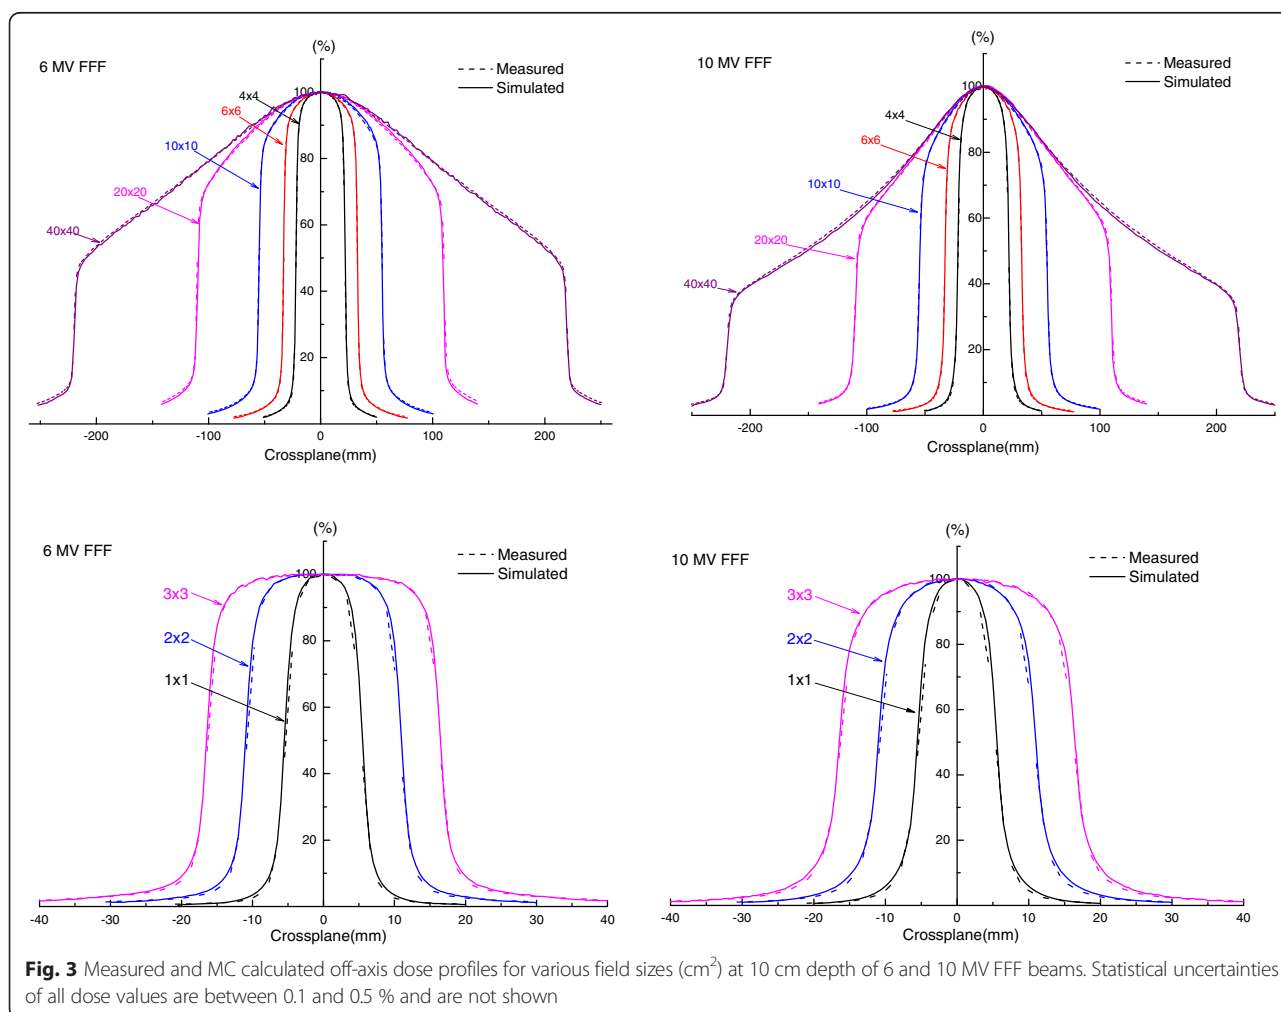 (%)
6 MV FFF
Measured
Simulated
100
4x4
6x6
10x10
80
20x20
60
40x40
40
20
-200 -100 0 100 200
Crossplane(mm)
(%)
10 MV FFF
Measured
Simulated
100
4x4
6x6
80
10x10
60
20x20
40x40
40
20
-200 -100 0 100 200
Crossplane(mm)
(%)
6 MV FFF
Measured
Simulated
100
3x3
2x2
80
1x1
60
40
20
-40 -30 -20 -10 0 10 20 30 40
Crossplane(mm)
(%)
10 MV FFF
Measured
Simulated
100
3x3
2x2
80
1x1
60
40
20
-40 -30 -20 -10 0 10 20 30 40
Crossplane(mm)
Fig. 3 Measured and MC calculated off-axis dose profiles for various field sizes (cm²) at 10 cm depth of 6 and 10 MV FFF beams. Statistical uncertainties
of all dose values are between 0.1 and 0.5 % and are not shown